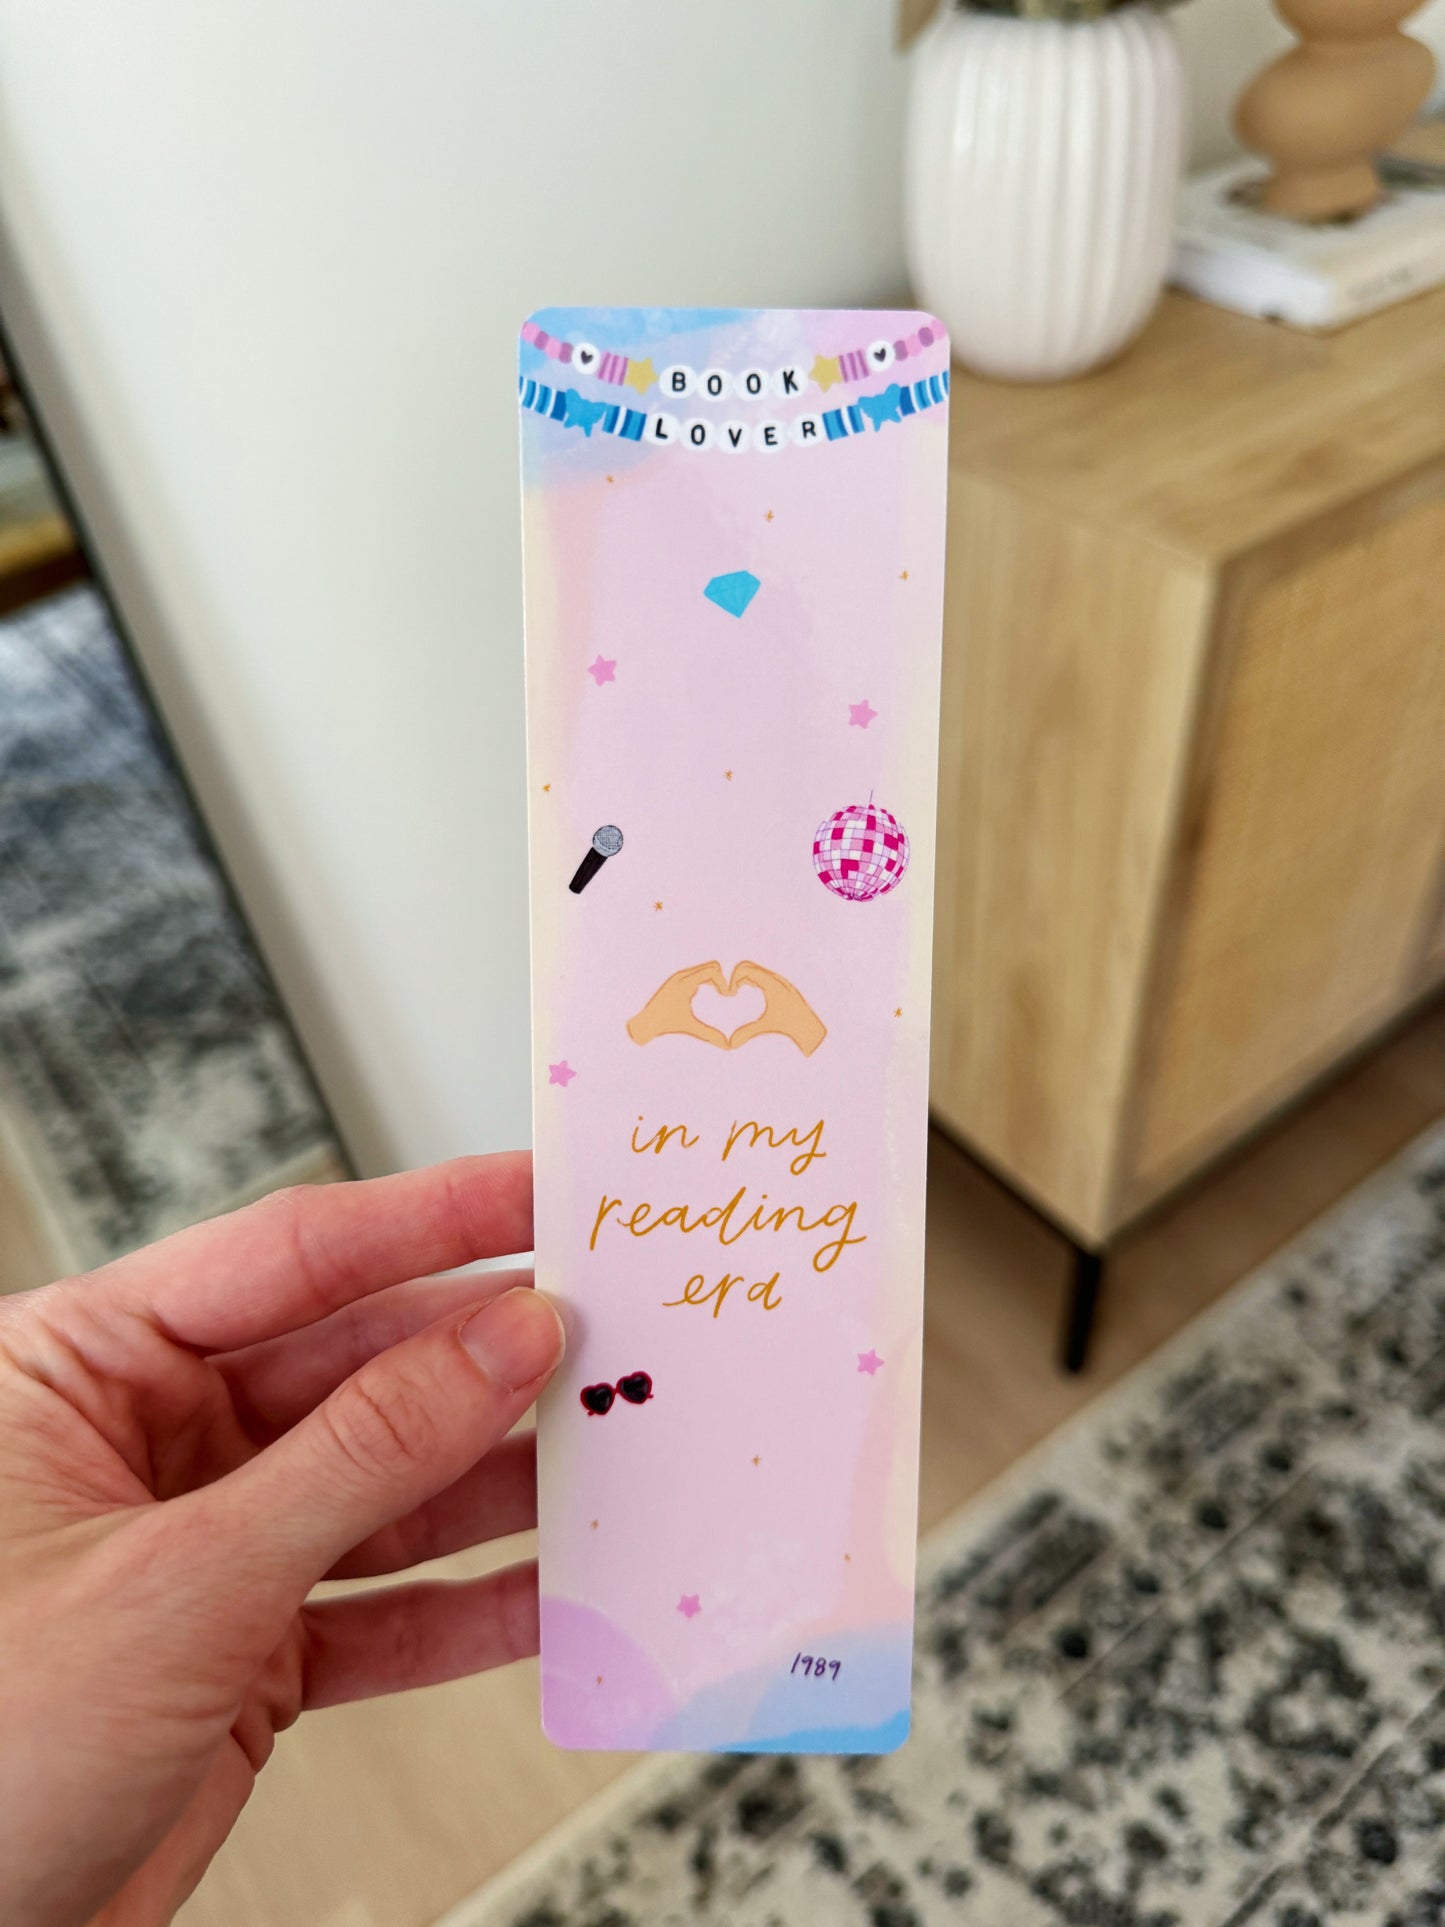 BOOK
LOVER
in my
reading
era
1989